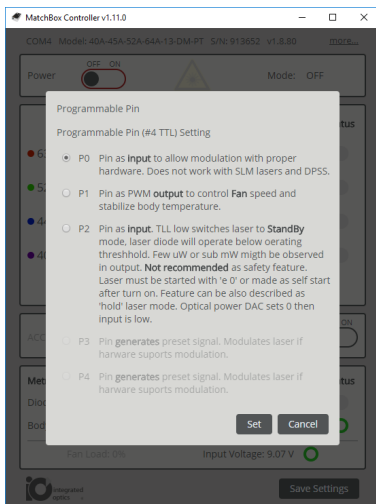 MatchBox Controller v1.11.0
COM4 Model: 40A-45A-52A-64A-13-DM-PT S/N: 913652 v1.8.80 more...
OFF ON
Power Mode: OFF
Programmable Pin
Programmable Pin (#4 TTL) Setting
P0 Pin as input to allow modulation with proper
hardware. Does not work with SLM lasers and DPSS.
P1 Pin as PWM output to control Fan speed and
stabilize body temperature.
P2 Pin as input. TLL low switches laser to StandBy
mode, laser diode will operate below oerating
threshhold. Few uW or sub mW migth be observed
in output. Not recommended as safety feature.
Laser must be started with 'e 0' or made as self start
after turn on. Feature can be also described as
'hold' laser mode. Optical power DAC sets 0 then
input is low.
P3 Pin generates preset signal. Modulates laser if
harware suports modulation.
P4 Pin generates preset signal. Modulates laser if
harware suports modulation.
ON
Set Cancel
Fan Load: 0% Input Voltage: 9.07 V
integrated
optics
Save Settings